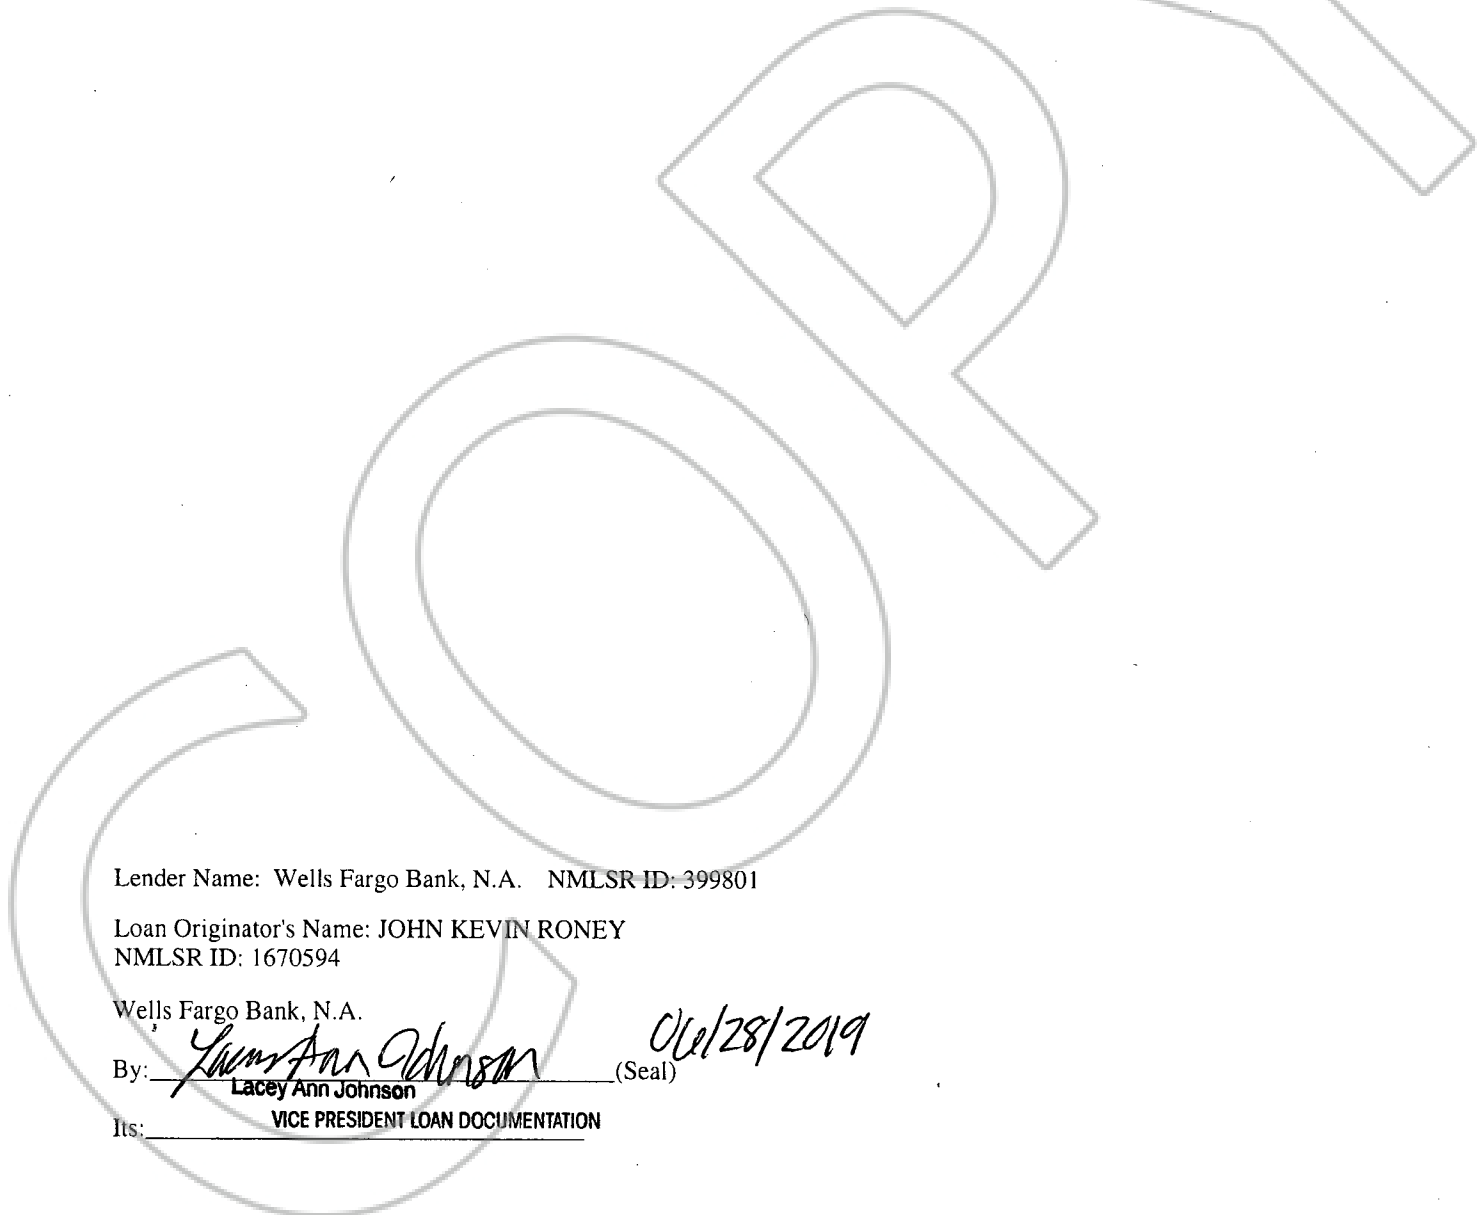 COPY
Lender Name: Wells Fargo Bank, N.A. NMLSR ID: 399801
Loan Originator's Name: JOHN KEVIN RONEY
NMLSR ID: 1670594
Wells Fargo Bank, N.A.
06/28/2019
By: Lacey Ann Johnson (Seal)
Lacey Ann Johnson
Its: VICE PRESIDENT LOAN DOCUMENTATION